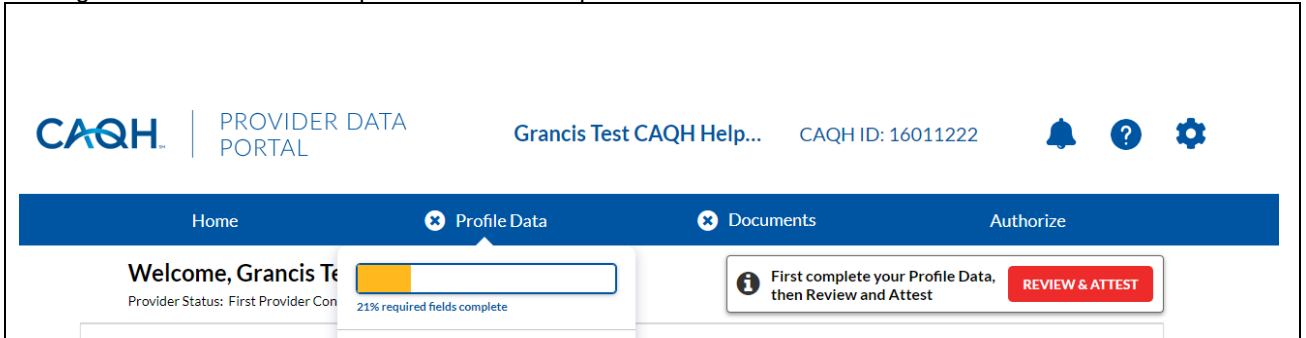 CAQH
PROVIDER DATA
PORTAL
Grancis Test CAQH Help...
CAQH ID: 16011222
?
Home
Profile Data
Documents
Authorize
Welcome, Grancis Te
Provider Status: First Provider Con
21% required fields complete
First complete your Profile Data,
then Review and Attest
REVIEW & ATTEST